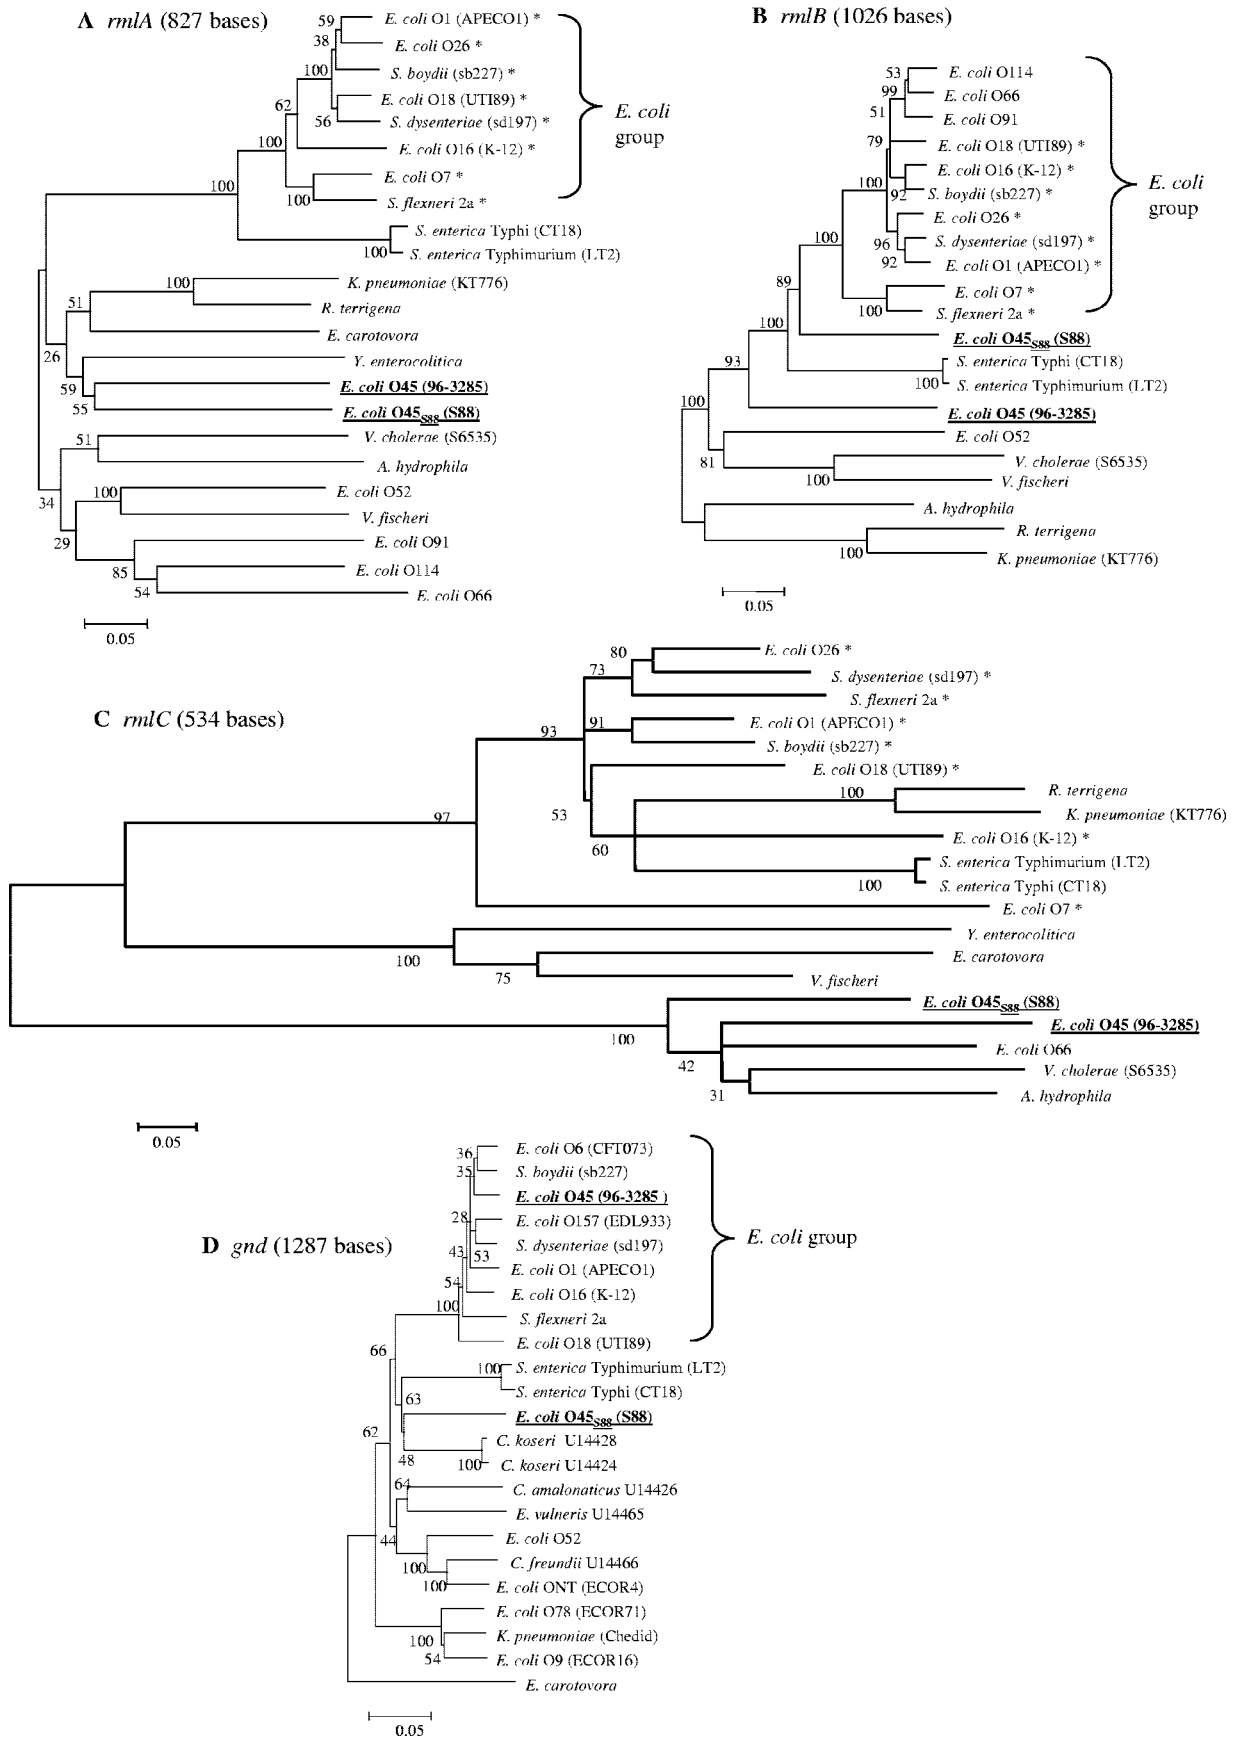 A rmlA (827 bases)
59
E. coli O1 (APECO1) *
38
E. coli O26 *
100
S. boydii (sb227) *
E. coli O18 (UTI89) *
62
56
S. dysenteriae (sd197) *
E. coli
group
100
E. coli O16 (K-12) *
E. coli O7 *
100
100
S. flexneri 2a *
S. enterica Typhi (CT18)
100
S. enterica Typhimurium (LT2)
100
K. pneumoniae (KT776)
51
R. terrigena
E. carotovora
26
Y. enterocolitica
59
E. coli O45 (96-3285)
55
E. coli O45S88 (S88)
51
V. cholerae (S6535)
A. hydrophila
100
E. coli O52
34
V. fischeri
29
E. coli O91
85
E. coli O114
54
E. coli O66
0.05
B rmlB (1026 bases)
53
E. coli O114
99
E. coli O66
51
E. coli O91
79
E. coli O18 (UTI89) *
E. coli O16 (K-12) *
100
92
S. boydii (sb227) *
E. coli
group
E. coli O26 *
100
96
S. dysenteriae (sd197) *
92
E. coli O1 (APECO1) *
89
E. coli O7 *
100
S. flexneri 2a *
100
E. coli O45S88 (S88)
93
S. enterica Typhi (CT18)
100
S. enterica Typhimurium (LT2)
100
E. coli O45 (96-3285)
E. coli O52
81
V. cholerae (S6535)
100
V. fischeri
A. hydrophila
R. terrigena
100
K. pneumoniae (KT776)
0.05
C rmlC (534 bases)
80
E. coli O26 *
73
S. dysenteriae (sd197) *
S. flexneri 2a *
93
91
E. coli O1 (APECO1) *
S. boydii (sb227) *
E. coli O18 (UTI89) *
100
R. terrigena
97
53
K. pneumoniae (KT776)
60
E. coli O16 (K-12) *
S. enterica Typhimurium (LT2)
100
S. enterica Typhi (CT18)
E. coli O7 *
Y. enterocolitica
100
E. carotovora
75
V. fischeri
E. coli O45S88 (S88)
100
E. coli O45 (96-3285)
E. coli O66
42
V. cholerae (S6535)
31
A. hydrophila
0.05
D gnd (1287 bases)
36
E. coli O6 (CFT073)
35
S. boydii (sb227)
E. coli O45 (96-3285 )
28
E. coli O157 (EDL933)
E. coli group
43
53
S. dysenteriae (sd197)
54
E. coli O1 (APECO1)
E. coli O16 (K-12)
100
S. flexneri 2a
66
E. coli O18 (UTI89)
100
S. enterica Typhimurium (LT2)
S. enterica Typhi (CT18)
63
E. coli O45S88 (S88)
62
C. koseri U14428
48
100
C. koseri U14424
64
C. amalonaticus U14426
E. vulneris U14465
44
E. coli O52
100
C. freundii U14466
100
E. coli ONT (ECOR4)
E. coli O78 (ECOR71)
100
K. pneumoniae (Chedid)
54
E. coli O9 (ECOR16)
E. carotovora
0.05